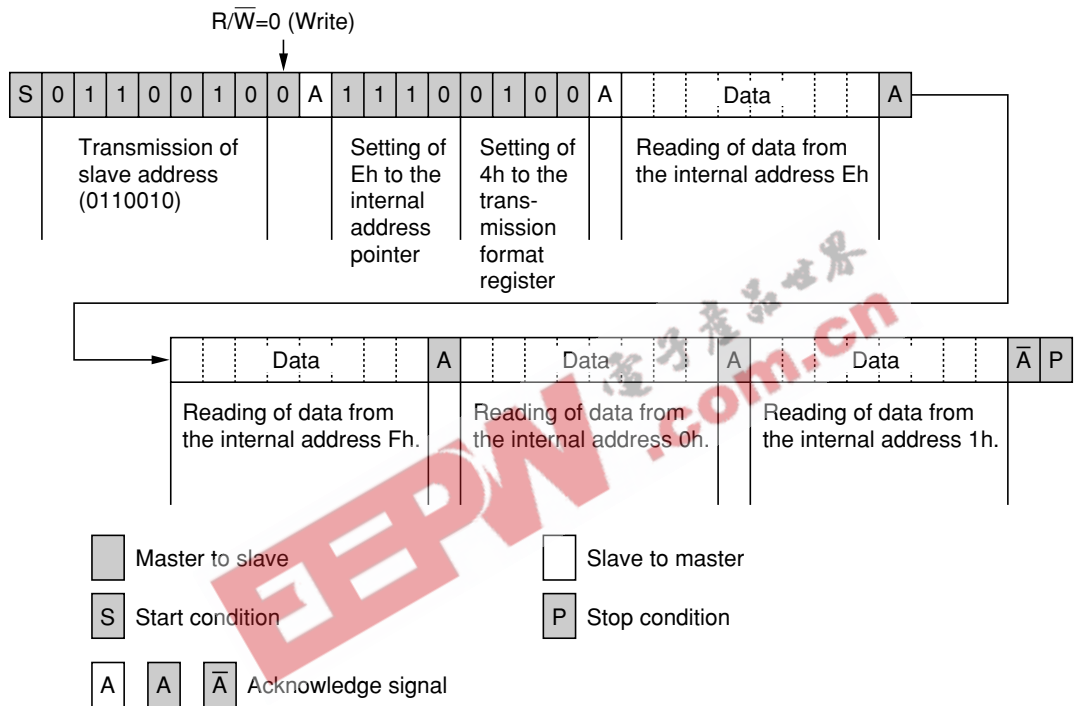 R/W̅=0 (Write)
S 0 1 1 0 0 1 0 0 A 1 1 1 0 0 1 0 0 A Data A
Transmission of
slave address
(0110010)
Setting of
Eh to the
internal
address
pointer
Setting of
4h to the
trans-
mission
format
register
Reading of data from
the internal address Eh
Data A Data A Data A̅ P
Reading of data from
the internal address Fh.
Reading of data from
the internal address 0h.
Reading of data from
the internal address 1h.
電子產品世界
EEPW
.com.cn
Master to slave
Slave to master
S Start condition
P Stop condition
A A A̅ Acknowledge signal